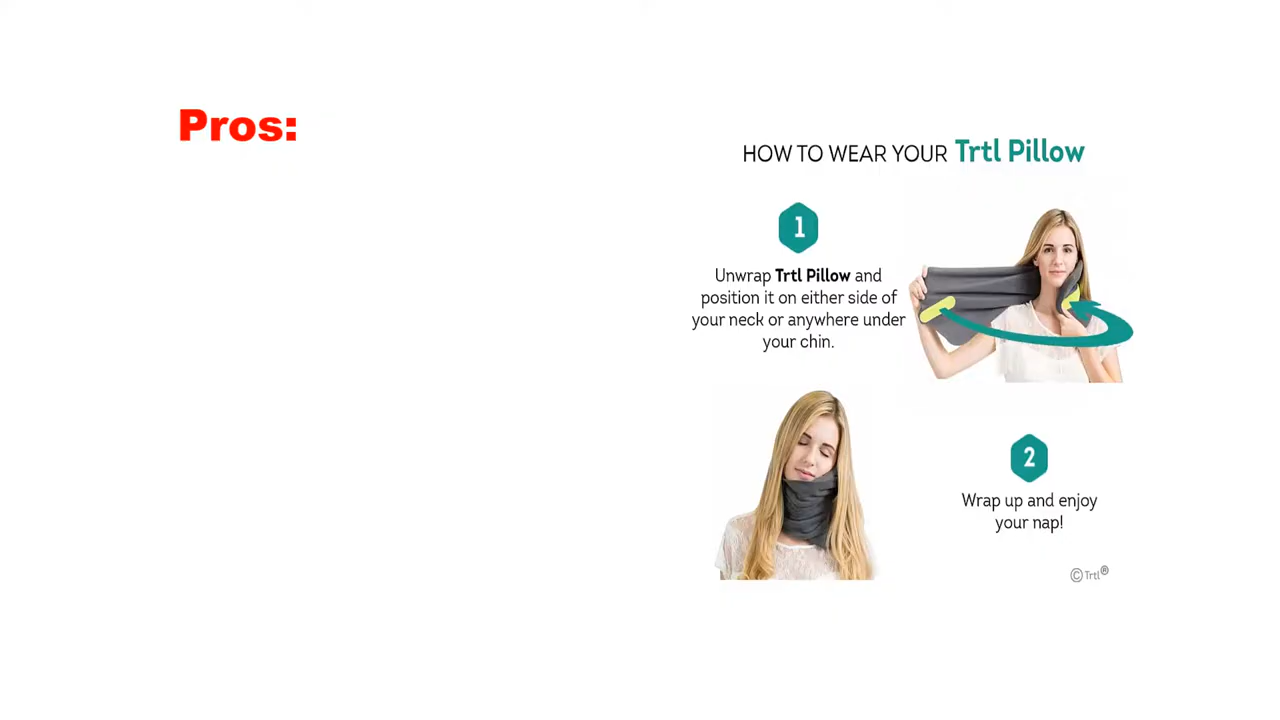 Pros:
HOW TO WEAR YOUR Trtl Pillow
1
Unwrap Trtl Pillow and
position it on either side of
your neck or anywhere under
your chin.
2
Wrap up and enjoy
your nap!
© Trtl®